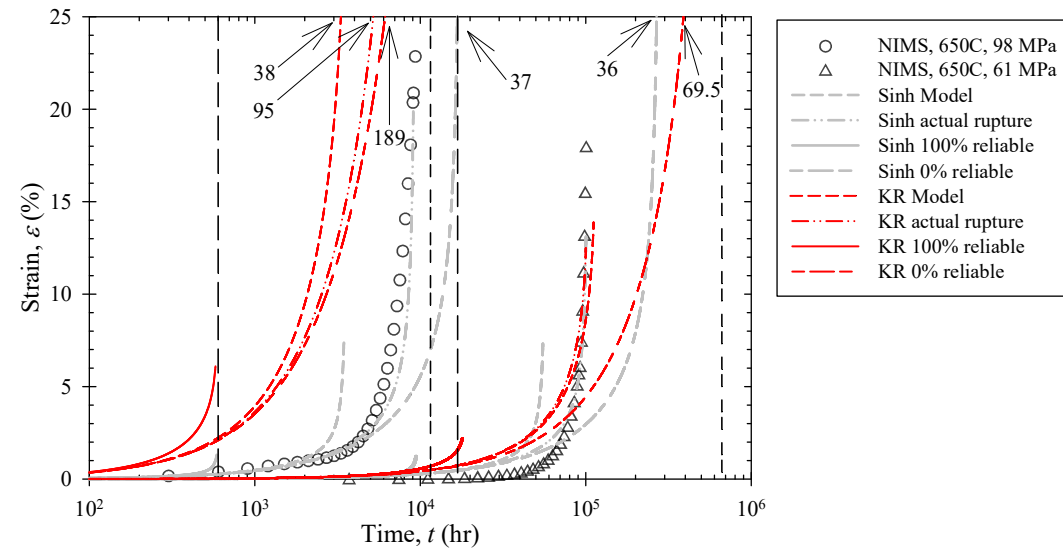 25
20
15
10
5
0
Strain, ε (%)
10²
10³
10⁴
10⁵
10⁶
Time, t (hr)
38
95
189
37
36
69.5
NIMS, 650C, 98 MPa
NIMS, 650C, 61 MPa
Sinh Model
Sinh actual rupture
Sinh 100% reliable
Sinh 0% reliable
KR Model
KR actual rupture
KR 100% reliable
KR 0% reliable